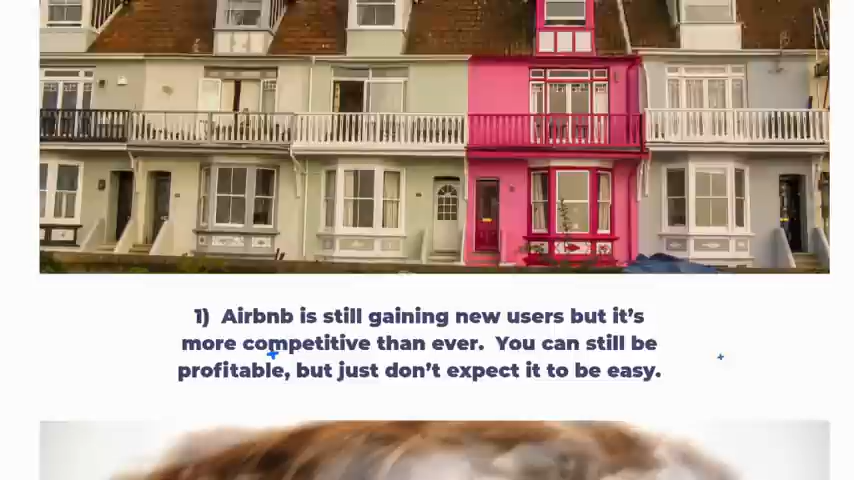 1)  Airbnb is still gaining new users but it’s
more competitive than ever.  You can still be
profitable, but just don’t expect it to be easy.